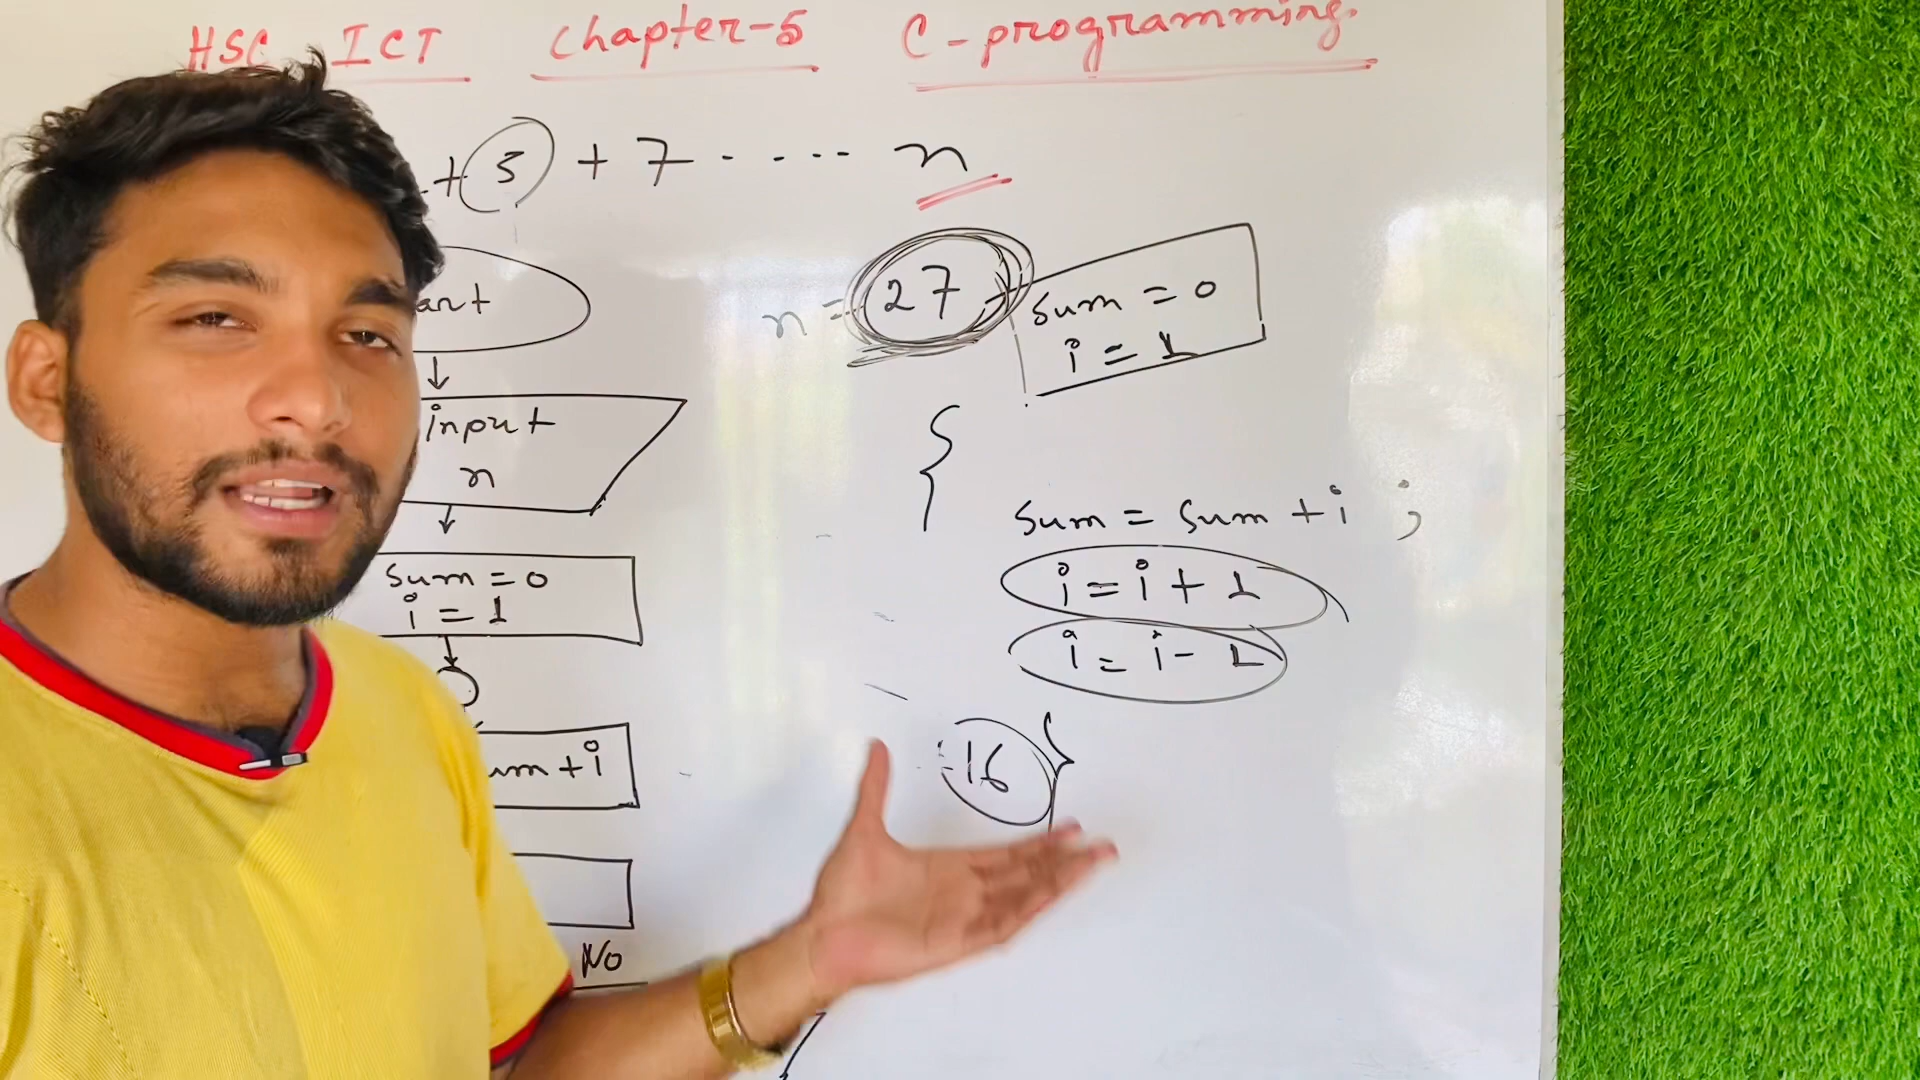 HSC ICT Chapter-5 C-programming.
+ 5 + 7 ..... n
n = 27
Sum = 0
i = 1
input
n
Sum = 0
i = 1
Sum = Sum + i ;
i = i + 1
i = i - 1
+ i
16 }
No